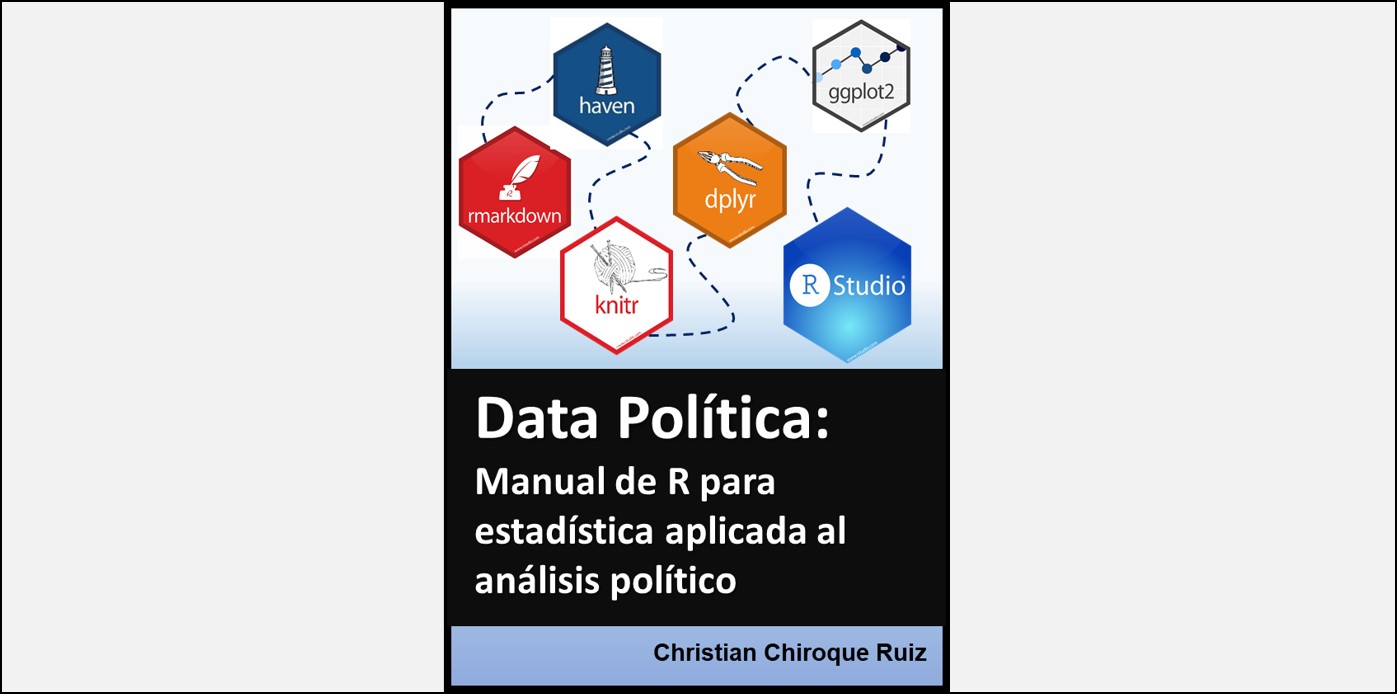 haven
ggplot2
rmarkdown
dplyr
knitr
R Studio
Data Política:
Manual de R para
estadística aplicada al
análisis político
Christian Chiroque Ruiz